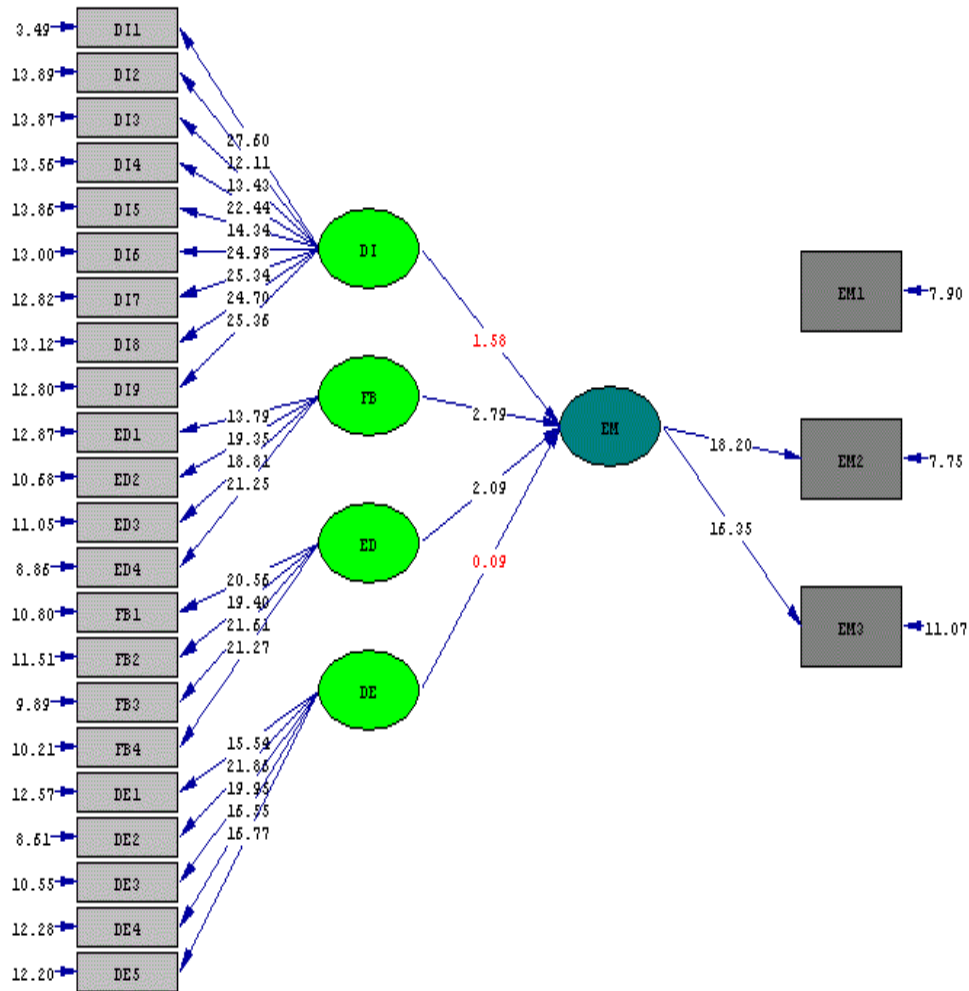 3.49 DI1
13.89 DI2
13.87 DI3
13.56 DI4
13.86 DI5
13.00 DI6
12.82 DI7
13.12 DI8
12.80 DI9
12.87 ED1
10.68 ED2
11.05 ED3
8.86 ED4
10.80 FB1
11.51 FB2
9.89 FB3
10.21 FB4
12.57 DE1
8.61 DE2
10.55 DE3
12.28 DE4
12.20 DE5
27.60
12.11
13.43
22.44
14.34
24.98
25.34
24.70
25.36
13.79
19.35
18.81
21.25
20.56
19.40
21.61
21.27
15.54
21.86
19.95
16.55
16.77
DI
FB
ED
DE
1.58
2.79
2.09
0.09
EM
18.20
16.35
EM1 7.90
EM2 7.75
EM3 11.07